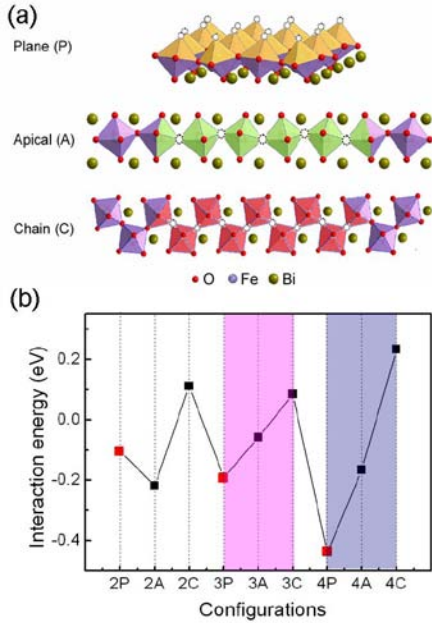 (a)
Plane (P)
Apical (A)
Chain (C)
O Fe Bi
(b)
Interaction energy (eV)
0.2
0.0
-0.2
-0.4
2P 2A 2C 3P 3A 3C 4P 4A 4C
Configurations